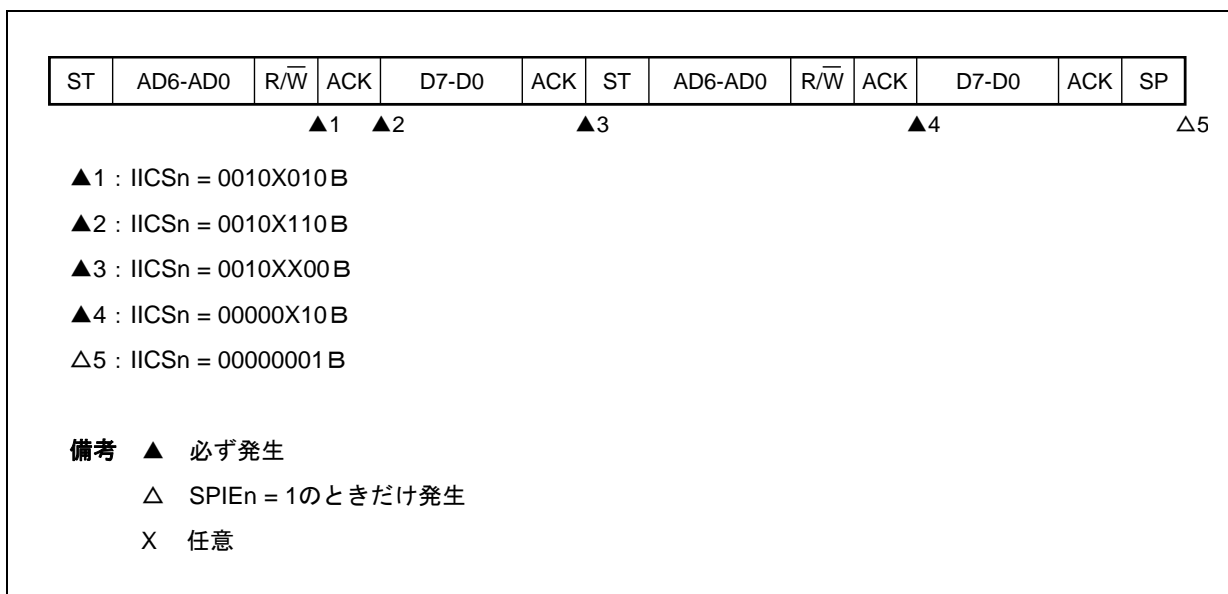 ST AD6-AD0 R/W̅ ACK D7-D0 ACK ST AD6-AD0 R/W̅ ACK D7-D0 ACK SP
▲1 ▲2 ▲3 ▲4 △5
▲1：IICSn = 0010X010B
▲2：IICSn = 0010X110B
▲3：IICSn = 0010XX00B
▲4：IICSn = 00000X10B
△5：IICSn = 00000001B
備考 ▲ 必ず発生
△ SPIEn = 1のときだけ発生
X 任意